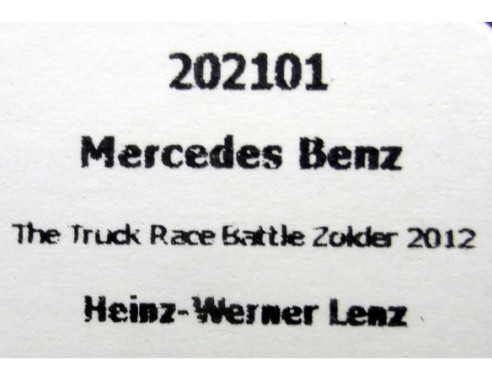 202101
Mercedes Benz
The Truck Race Battle Zolder 2012
Heinz-Werner Lenz